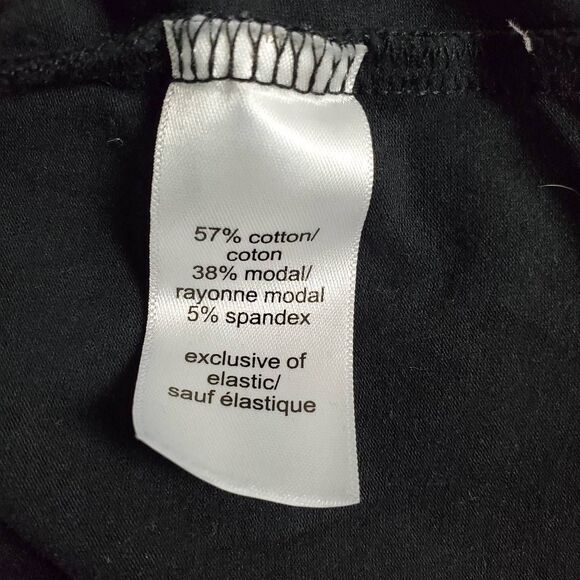 57% cotton/
coton
38% modal/
rayonne modal
5% spandex
exclusive of
elastic/
sauf élastique